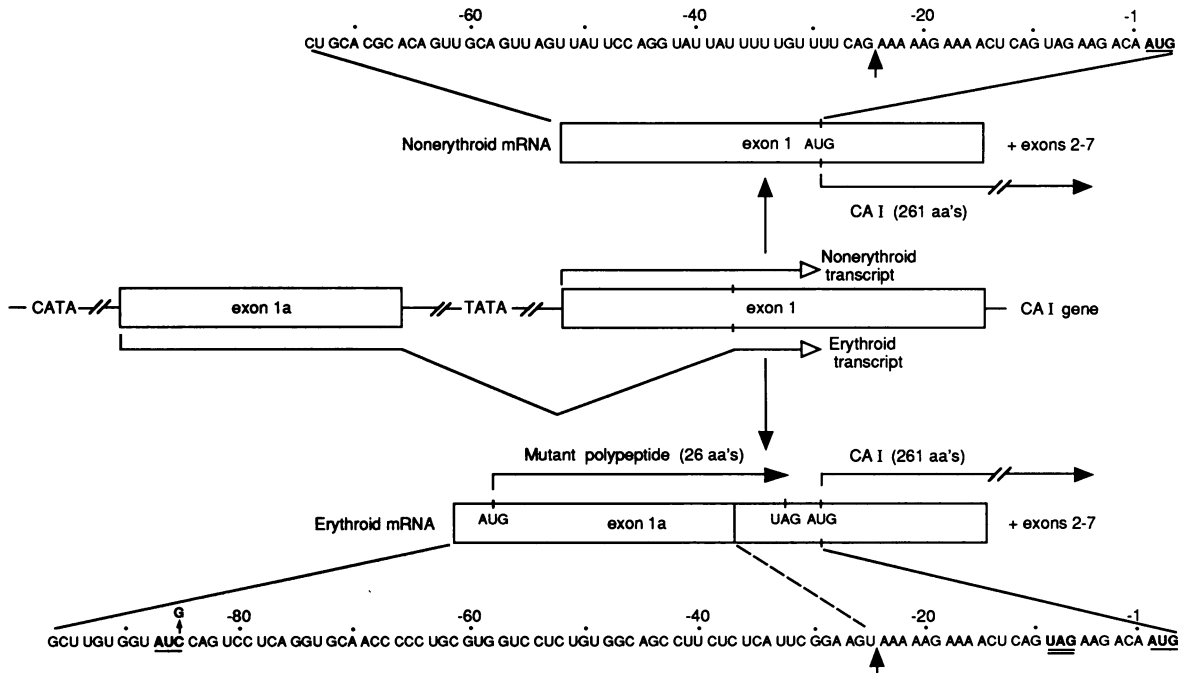 -60 -40 -20 -1
CU GCA CGC ACA GUU GCA GUU AGU UAU UCC AGG UAU UAU UUU UGU UUU CAG AAA AAG AAA ACU CAG UAG AAG ACA AUG
Nonerythroid mRNA exon 1 AUG + exons 2-7
CA I (261 aa's)
Nonerythroid
transcript
CATA exon 1a TATA exon 1 CA I gene
Erythroid
transcript
Mutant polypeptide (26 aa's) CA I (261 aa's)
Erythroid mRNA AUG exon 1a UAG AUG + exons 2-7
G -80 -60 -40 -20 -1
GCU UGU GGU AUC CAG UCC UCA GGU GCA ACC CCC UGC GUG GUC CUC UGU GGC AGC CUU CUC UCA UUC GGA AGU AAA AAG AAA ACU CAG UAG AAG ACA AUG